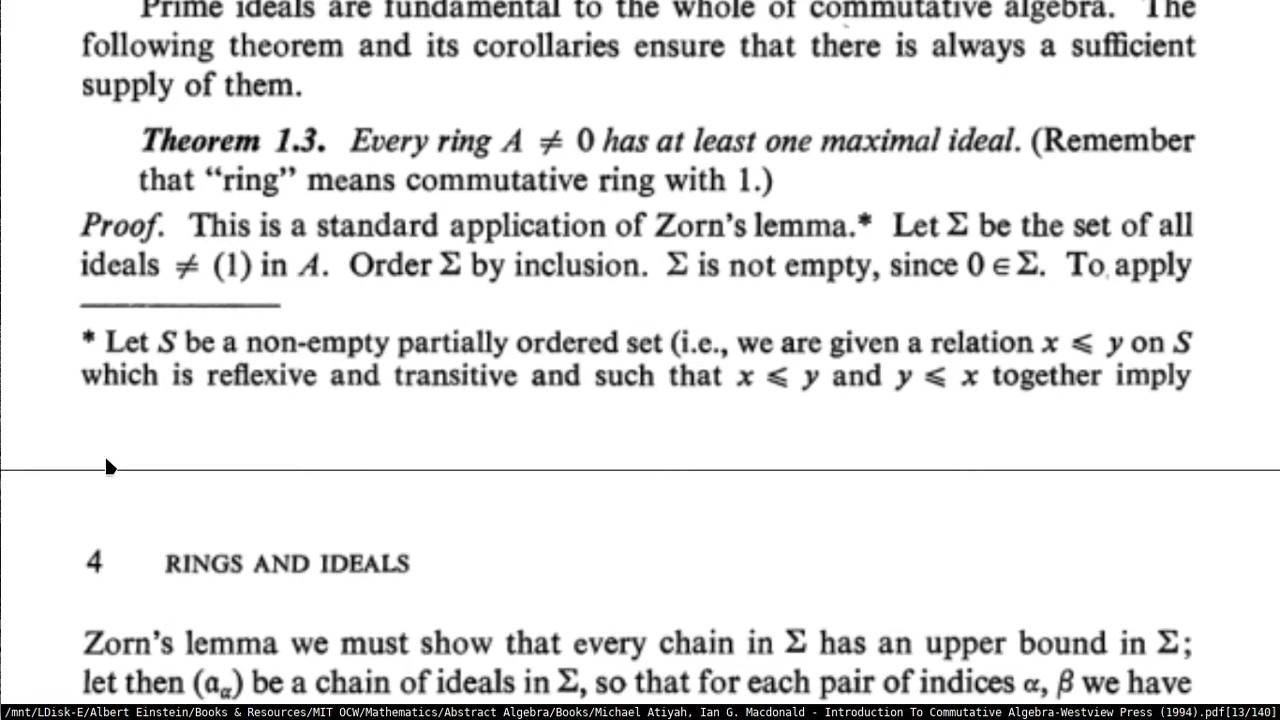 Prime ideals are fundamental to the whole of commutative algebra. The
following theorem and its corollaries ensure that there is always a sufficient
supply of them.
Theorem 1.3. Every ring A ≠ 0 has at least one maximal ideal. (Remember
that “ring” means commutative ring with 1.)
Proof. This is a standard application of Zorn’s lemma.* Let Σ be the set of all
ideals ≠ (1) in A. Order Σ by inclusion. Σ is not empty, since 0 ∈ Σ. To apply
* Let S be a non-empty partially ordered set (i.e., we are given a relation x ⩽ y on S
which is reflexive and transitive and such that x ⩽ y and y ⩽ x together imply
4 RINGS AND IDEALS
Zorn’s lemma we must show that every chain in Σ has an upper bound in Σ;
let then (𝔞α) be a chain of ideals in Σ, so that for each pair of indices α, β we have
/mnt/LDisk-E/Albert Einstein/Books & Resources/MIT OCW/Mathematics/Abstract Algebra/Books/Michael Atiyah, Ian G. Macdonald - Introduction To Commutative Algebra-Westview Press (1994).pdf[13/140]